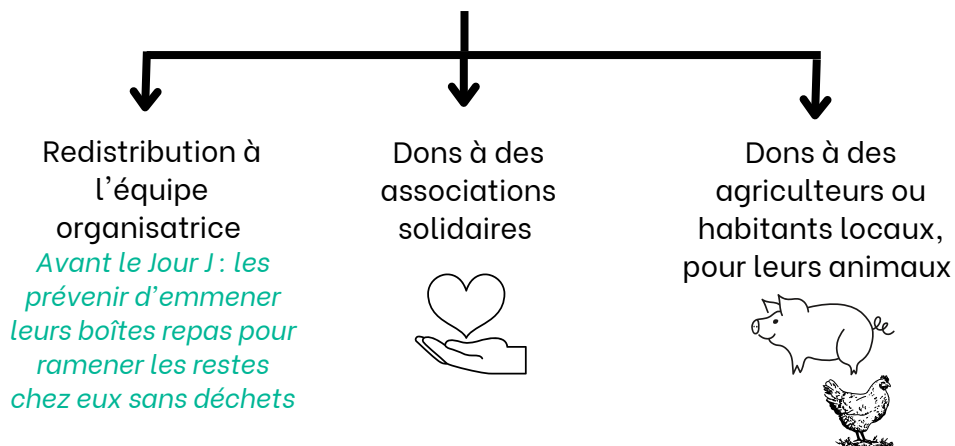 Redistribution à
l'équipe
organisatrice
Avant le Jour J : les
prévenir d'emmener
leurs boîtes repas pour
ramener les restes
chez eux sans déchets
Dons à des
associations
solidaires
Dons à des
agriculteurs ou
habitants locaux,
pour leurs animaux